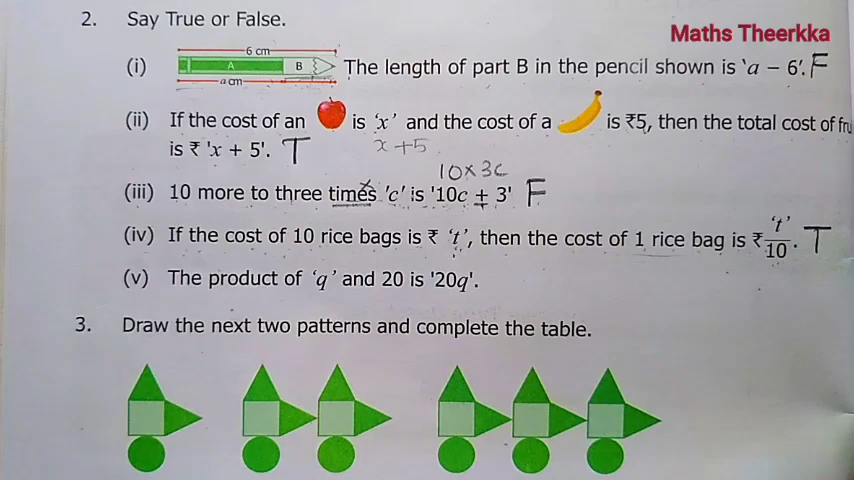 Maths Theerkka
2. Say True or False.
6 cm
(i) A B The length of part B in the pencil shown is ‘a – 6’. F
a cm
(ii) If the cost of an is ‘x’ and the cost of a is ₹5, then the total cost of fru
is ₹ 'x + 5'. T x +5
10 x 3c
(iii) 10 more to three times ‘c’ is '10c + 3' F
(iv) If the cost of 10 rice bags is ₹ ‘t’, then the cost of 1 rice bag is ₹ ‘t’/10. T
(v) The product of ‘q’ and 20 is '20q'.
3. Draw the next two patterns and complete the table.